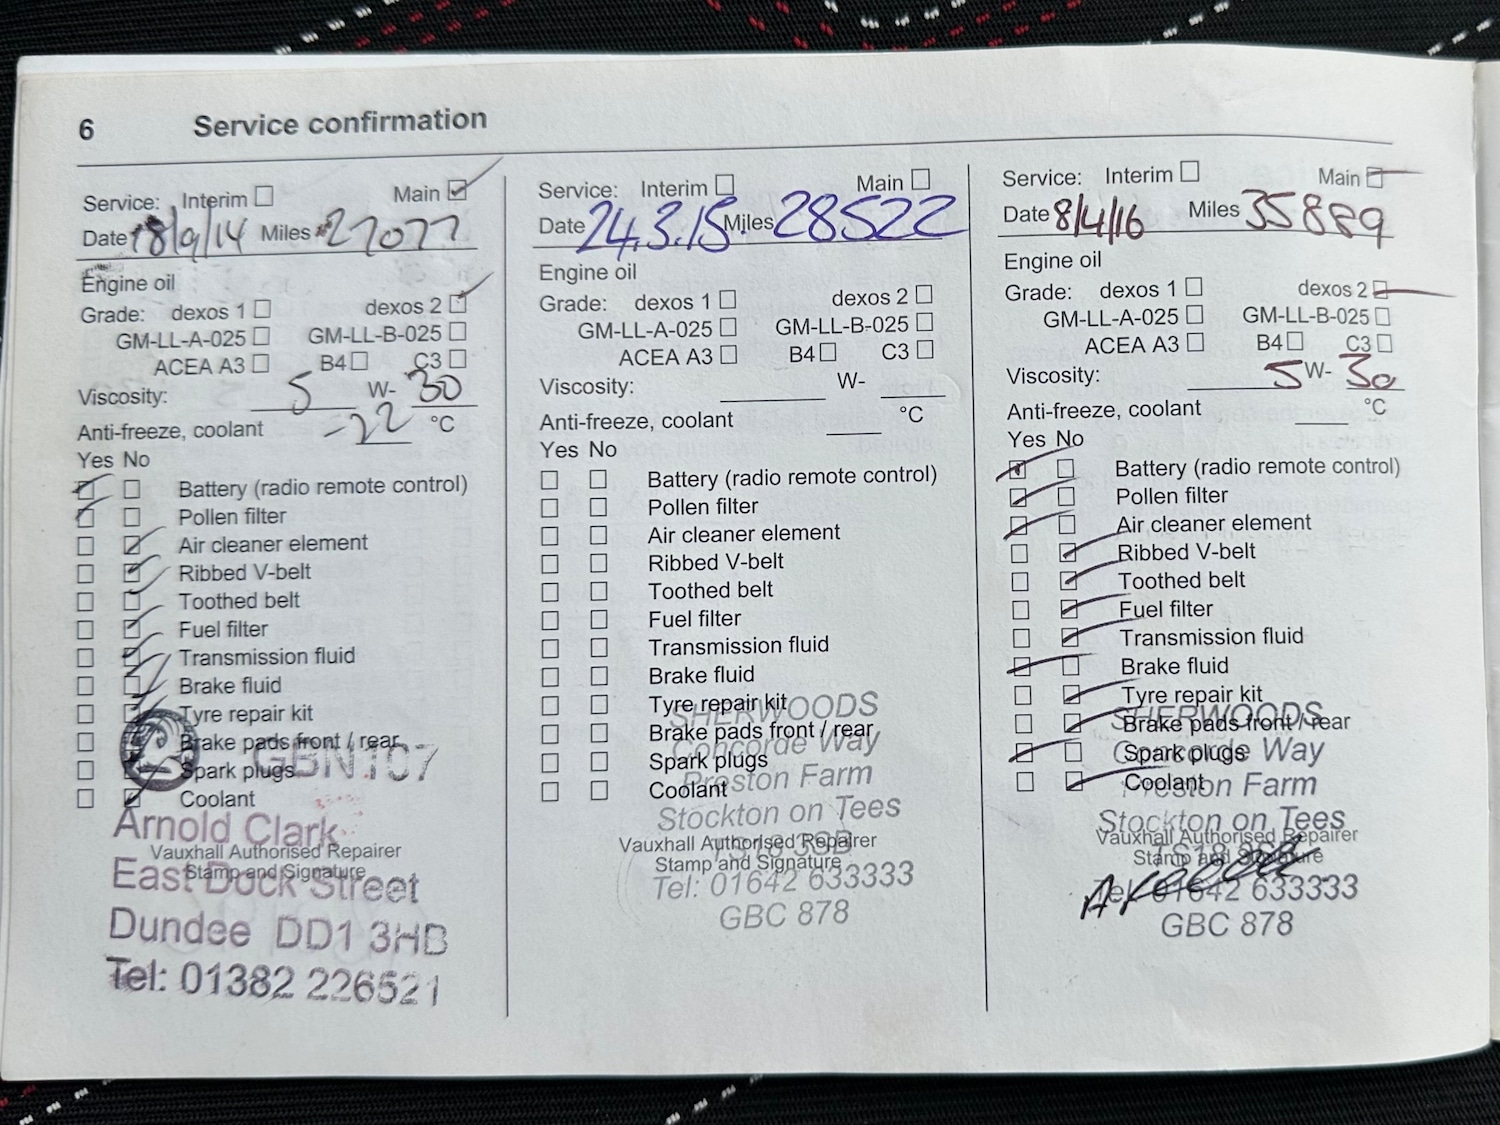 6 Service confirmation
Service: Interim Main
Date 18/9/14 Miles 27077
Engine oil
Grade: dexos 1 dexos 2
GM-LL-A-025 GM-LL-B-025
ACEA A3 B4 C3
Viscosity: 5 W- 30
Anti-freeze, coolant -22 °C
Yes No
Battery (radio remote control)
Pollen filter
Air cleaner element
Ribbed V-belt
Toothed belt
Fuel filter
Transmission fluid
Brake fluid
Tyre repair kit
Brake pads front / rear
GBN107
Spark plugs
Coolant
Arnold Clark
Vauxhall Authorised Repairer
Stamp and Signature
East Dock Street
Dundee DD1 3HB
Tel: 01382 226521
Service: Interim Main
Date 24.3.15 Miles 28522
Engine oil
Grade: dexos 1 dexos 2
GM-LL-A-025 GM-LL-B-025
ACEA A3 B4 C3
Viscosity: W-
Anti-freeze, coolant °C
Yes No
Battery (radio remote control)
Pollen filter
Air cleaner element
Ribbed V-belt
Toothed belt
Fuel filter
Transmission fluid
Brake fluid
Tyre repair kit
SHERWOODS
Brake pads front / rear
Concorde Way
Spark plugs
Preston Farm
Coolant
Stockton on Tees
Vauxhall Authorised Repairer
Stamp and Signature
Tel: 01642 633333
GBC 878
Service: Interim Main
Date 8/4/16 Miles 35889
Engine oil
Grade: dexos 1 dexos 2
GM-LL-A-025 GM-LL-B-025
ACEA A3 B4 C3
Viscosity: 5 W- 30
Anti-freeze, coolant °C
Yes No
Battery (radio remote control)
Pollen filter
Air cleaner element
Ribbed V-belt
Toothed belt
Fuel filter
Transmission fluid
Brake fluid
Tyre repair kit
SHERWOODS
Brake pads front / rear
Concorde Way
Spark plugs
Preston Farm
Coolant
Stockton on Tees
Vauxhall Authorised Repairer
Stamp and Signature
Tel: 01642 633333
GBC 878